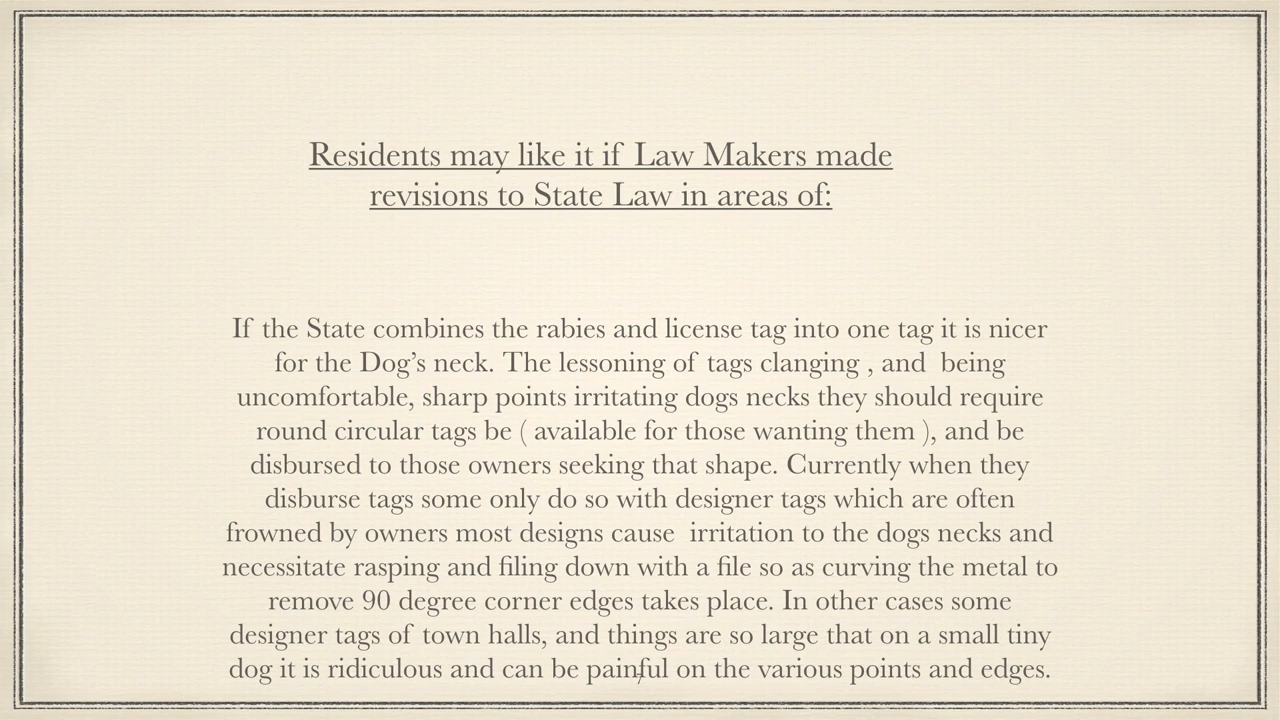 Residents may like it if Law Makers made
revisions to State Law in areas of:
If the State combines the rabies and license tag into one tag it is nicer
for the Dog’s neck. The lessoning of tags clanging , and being
uncomfortable, sharp points irritating dogs necks they should require
round circular tags be ( available for those wanting them ), and be
disbursed to those owners seeking that shape. Currently when they
disburse tags some only do so with designer tags which are often
frowned by owners most designs cause irritation to the dogs necks and
necessitate rasping and filing down with a file so as curving the metal to
remove 90 degree corner edges takes place. In other cases some
designer tags of town halls, and things are so large that on a small tiny
dog it is ridiculous and can be painful on the various points and edges.